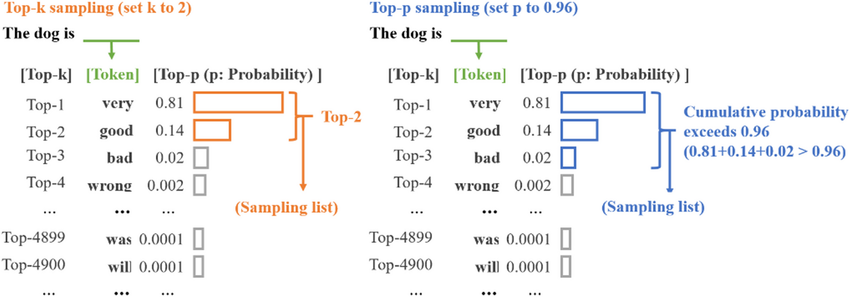 Top-k sampling (set k to 2)
The dog is
[Top-k] [Token] [Top-p (p: Probability) ]
Top-1 very 0.81
Top-2 good 0.14
Top-3 bad 0.02
Top-4 wrong 0.002
... ... ...
Top-4899 was 0.0001
Top-4900 will 0.0001
... ... ...
Top-2
(Sampling list)
Top-p sampling (set p to 0.96)
The dog is
[Top-k] [Token] [Top-p (p: Probability) ]
Top-1 very 0.81
Top-2 good 0.14
Top-3 bad 0.02
Top-4 wrong 0.002
... ... ...
Top-4899 was 0.0001
Top-4900 will 0.0001
... ... ...
Cumulative probability
exceeds 0.96
(0.81+0.14+0.02 > 0.96)
(Sampling list)